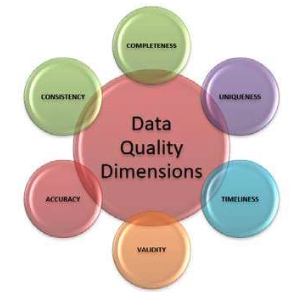 COMPLETENESS
CONSISTENCY
UNIQUENESS
Data
Quality
Dimensions
ACCURACY
TIMELINESS
VALIDITY